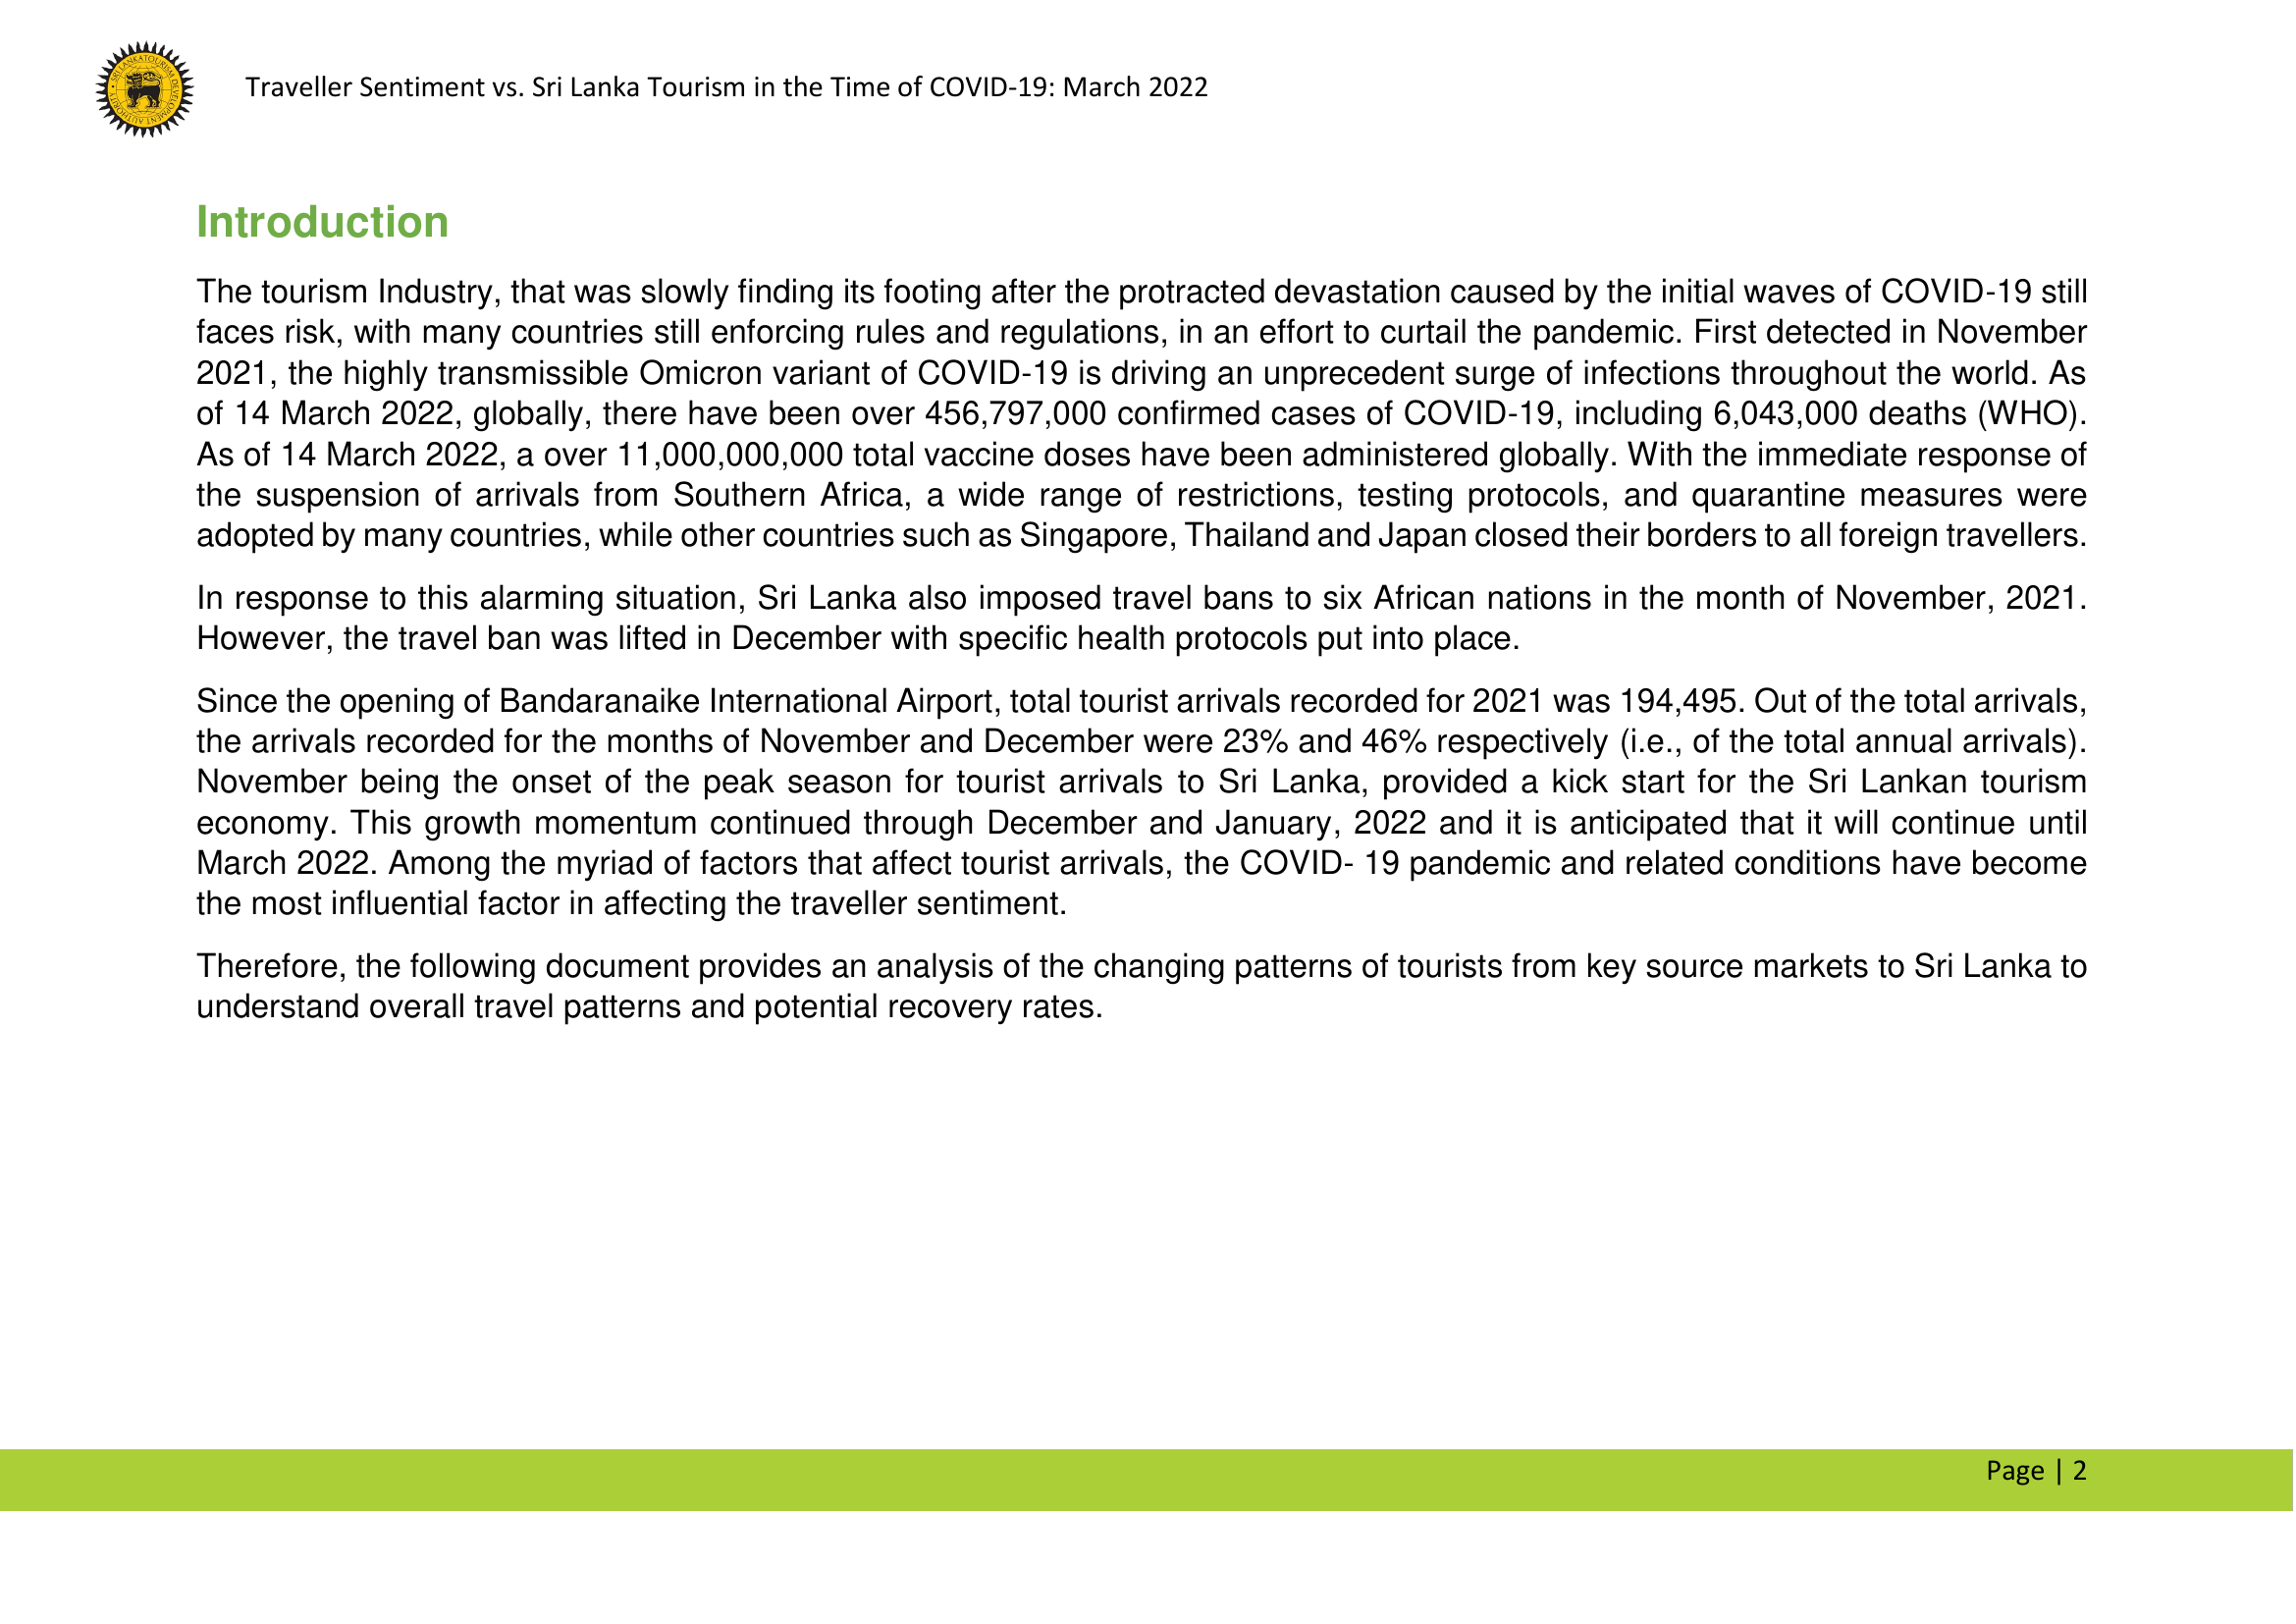 SRI LANKA TOURISM DEVELOPMENT AUTHORITY
Traveller Sentiment vs. Sri Lanka Tourism in the Time of COVID-19: March 2022
Introduction
The tourism Industry, that was slowly finding its footing after the protracted devastation caused by the initial waves of COVID-19 still
faces risk, with many countries still enforcing rules and regulations, in an effort to curtail the pandemic. First detected in November
2021, the highly transmissible Omicron variant of COVID-19 is driving an unprecedent surge of infections throughout the world. As
of 14 March 2022, globally, there have been over 456,797,000 confirmed cases of COVID-19, including 6,043,000 deaths (WHO).
As of 14 March 2022, a over 11,000,000,000 total vaccine doses have been administered globally. With the immediate response of
the suspension of arrivals from Southern Africa, a wide range of restrictions, testing protocols, and quarantine measures were
adopted by many countries, while other countries such as Singapore, Thailand and Japan closed their borders to all foreign travellers.
In response to this alarming situation, Sri Lanka also imposed travel bans to six African nations in the month of November, 2021.
However, the travel ban was lifted in December with specific health protocols put into place.
Since the opening of Bandaranaike International Airport, total tourist arrivals recorded for 2021 was 194,495. Out of the total arrivals,
the arrivals recorded for the months of November and December were 23% and 46% respectively (i.e., of the total annual arrivals).
November being the onset of the peak season for tourist arrivals to Sri Lanka, provided a kick start for the Sri Lankan tourism
economy. This growth momentum continued through December and January, 2022 and it is anticipated that it will continue until
March 2022. Among the myriad of factors that affect tourist arrivals, the COVID- 19 pandemic and related conditions have become
the most influential factor in affecting the traveller sentiment.
Therefore, the following document provides an analysis of the changing patterns of tourists from key source markets to Sri Lanka to
understand overall travel patterns and potential recovery rates.
Page | 2